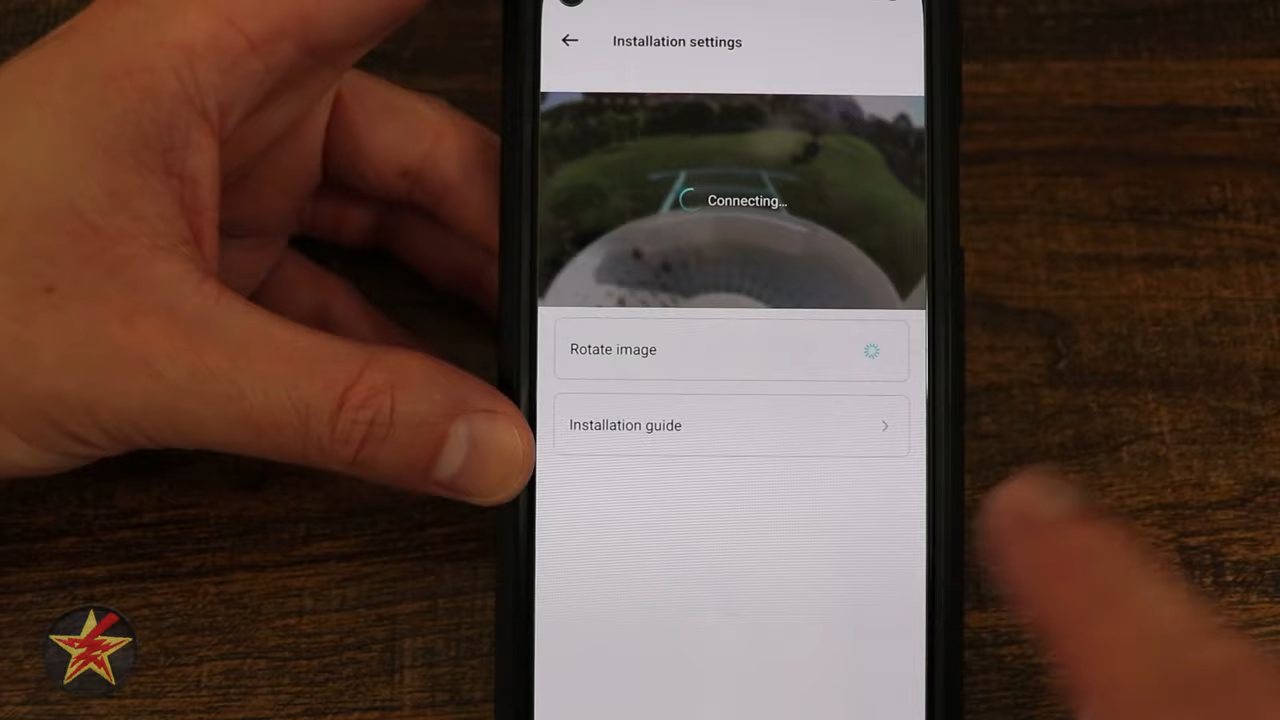 Installation settings
Connecting...
Rotate image
Installation guide